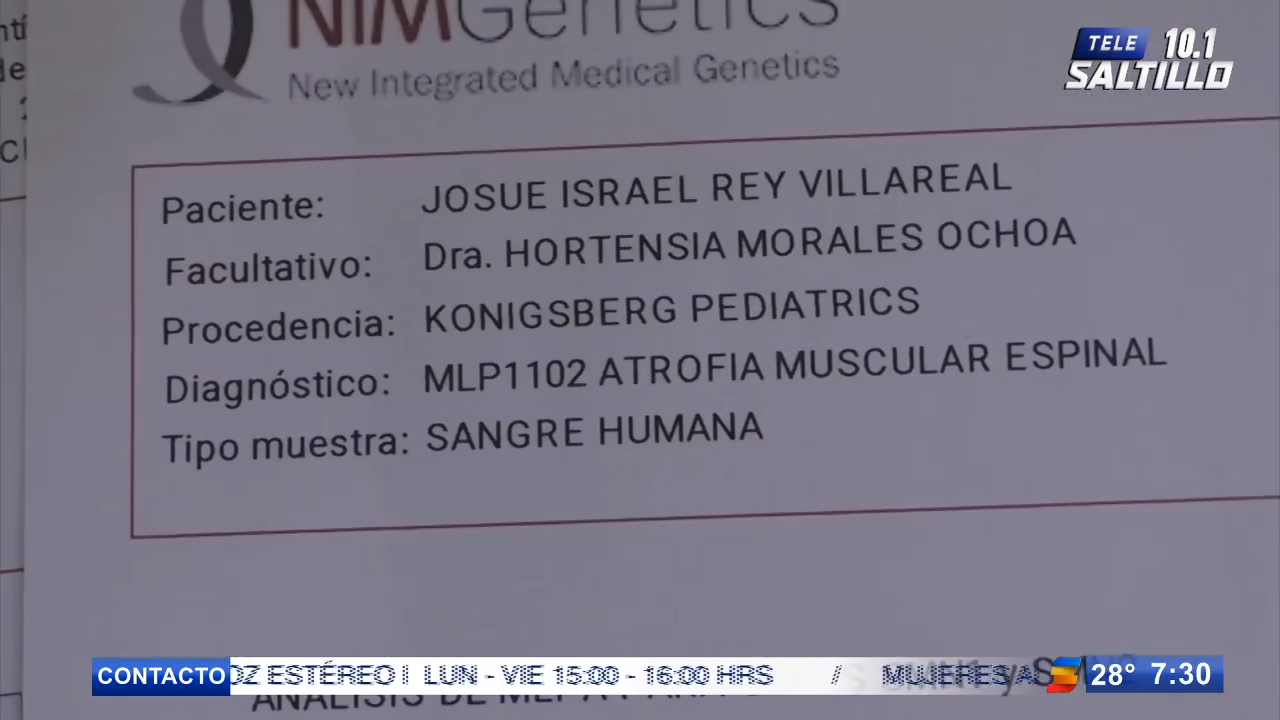 NIMGenetics
New Integrated Medical Genetics
TELE 10.1
SALTILLO
Paciente: JOSUE ISRAEL REY VILLAREAL
Facultativo: Dra. HORTENSIA MORALES OCHOA
Procedencia: KONIGSBERG PEDIATRICS
Diagnóstico: MLP1102 ATROFIA MUSCULAR ESPINAL
Tipo muestra: SANGRE HUMANA
CONTACTO DZ ESTÉREO | LUN - VIE 15:00 - 16:00 HRS / MUJERES A 28° 7:30